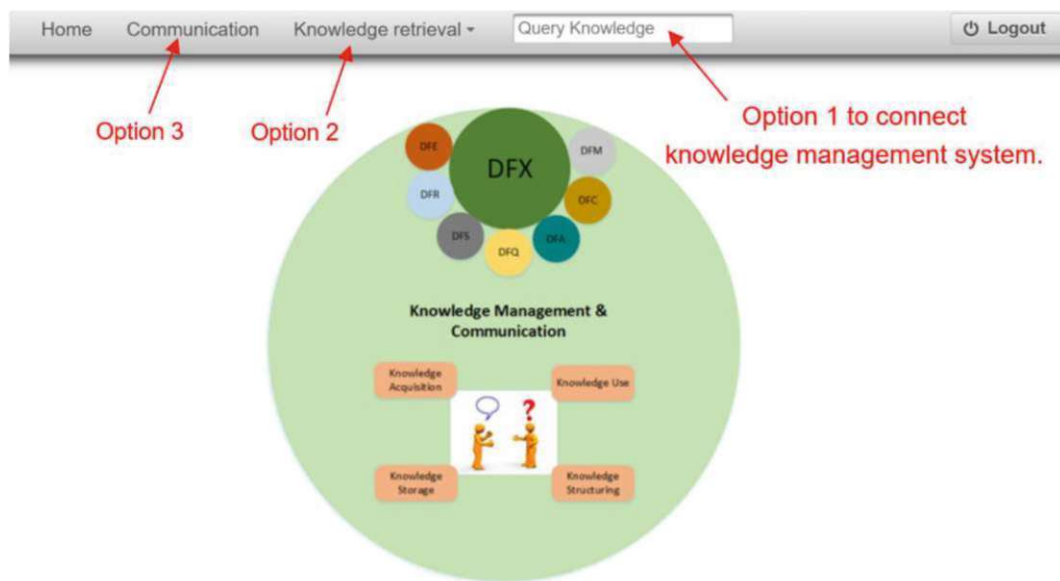 Home Communication Knowledge retrieval Query Knowledge Logout
Option 3
Option 2
Option 1 to connect
knowledge management system.
DFX
DFE
DFM
DFR
DFC
DFS
DFA
DFQ
Knowledge Management &
Communication
Knowledge
Acquisition
Knowledge Use
?
Knowledge
Storage
Knowledge
Structuring